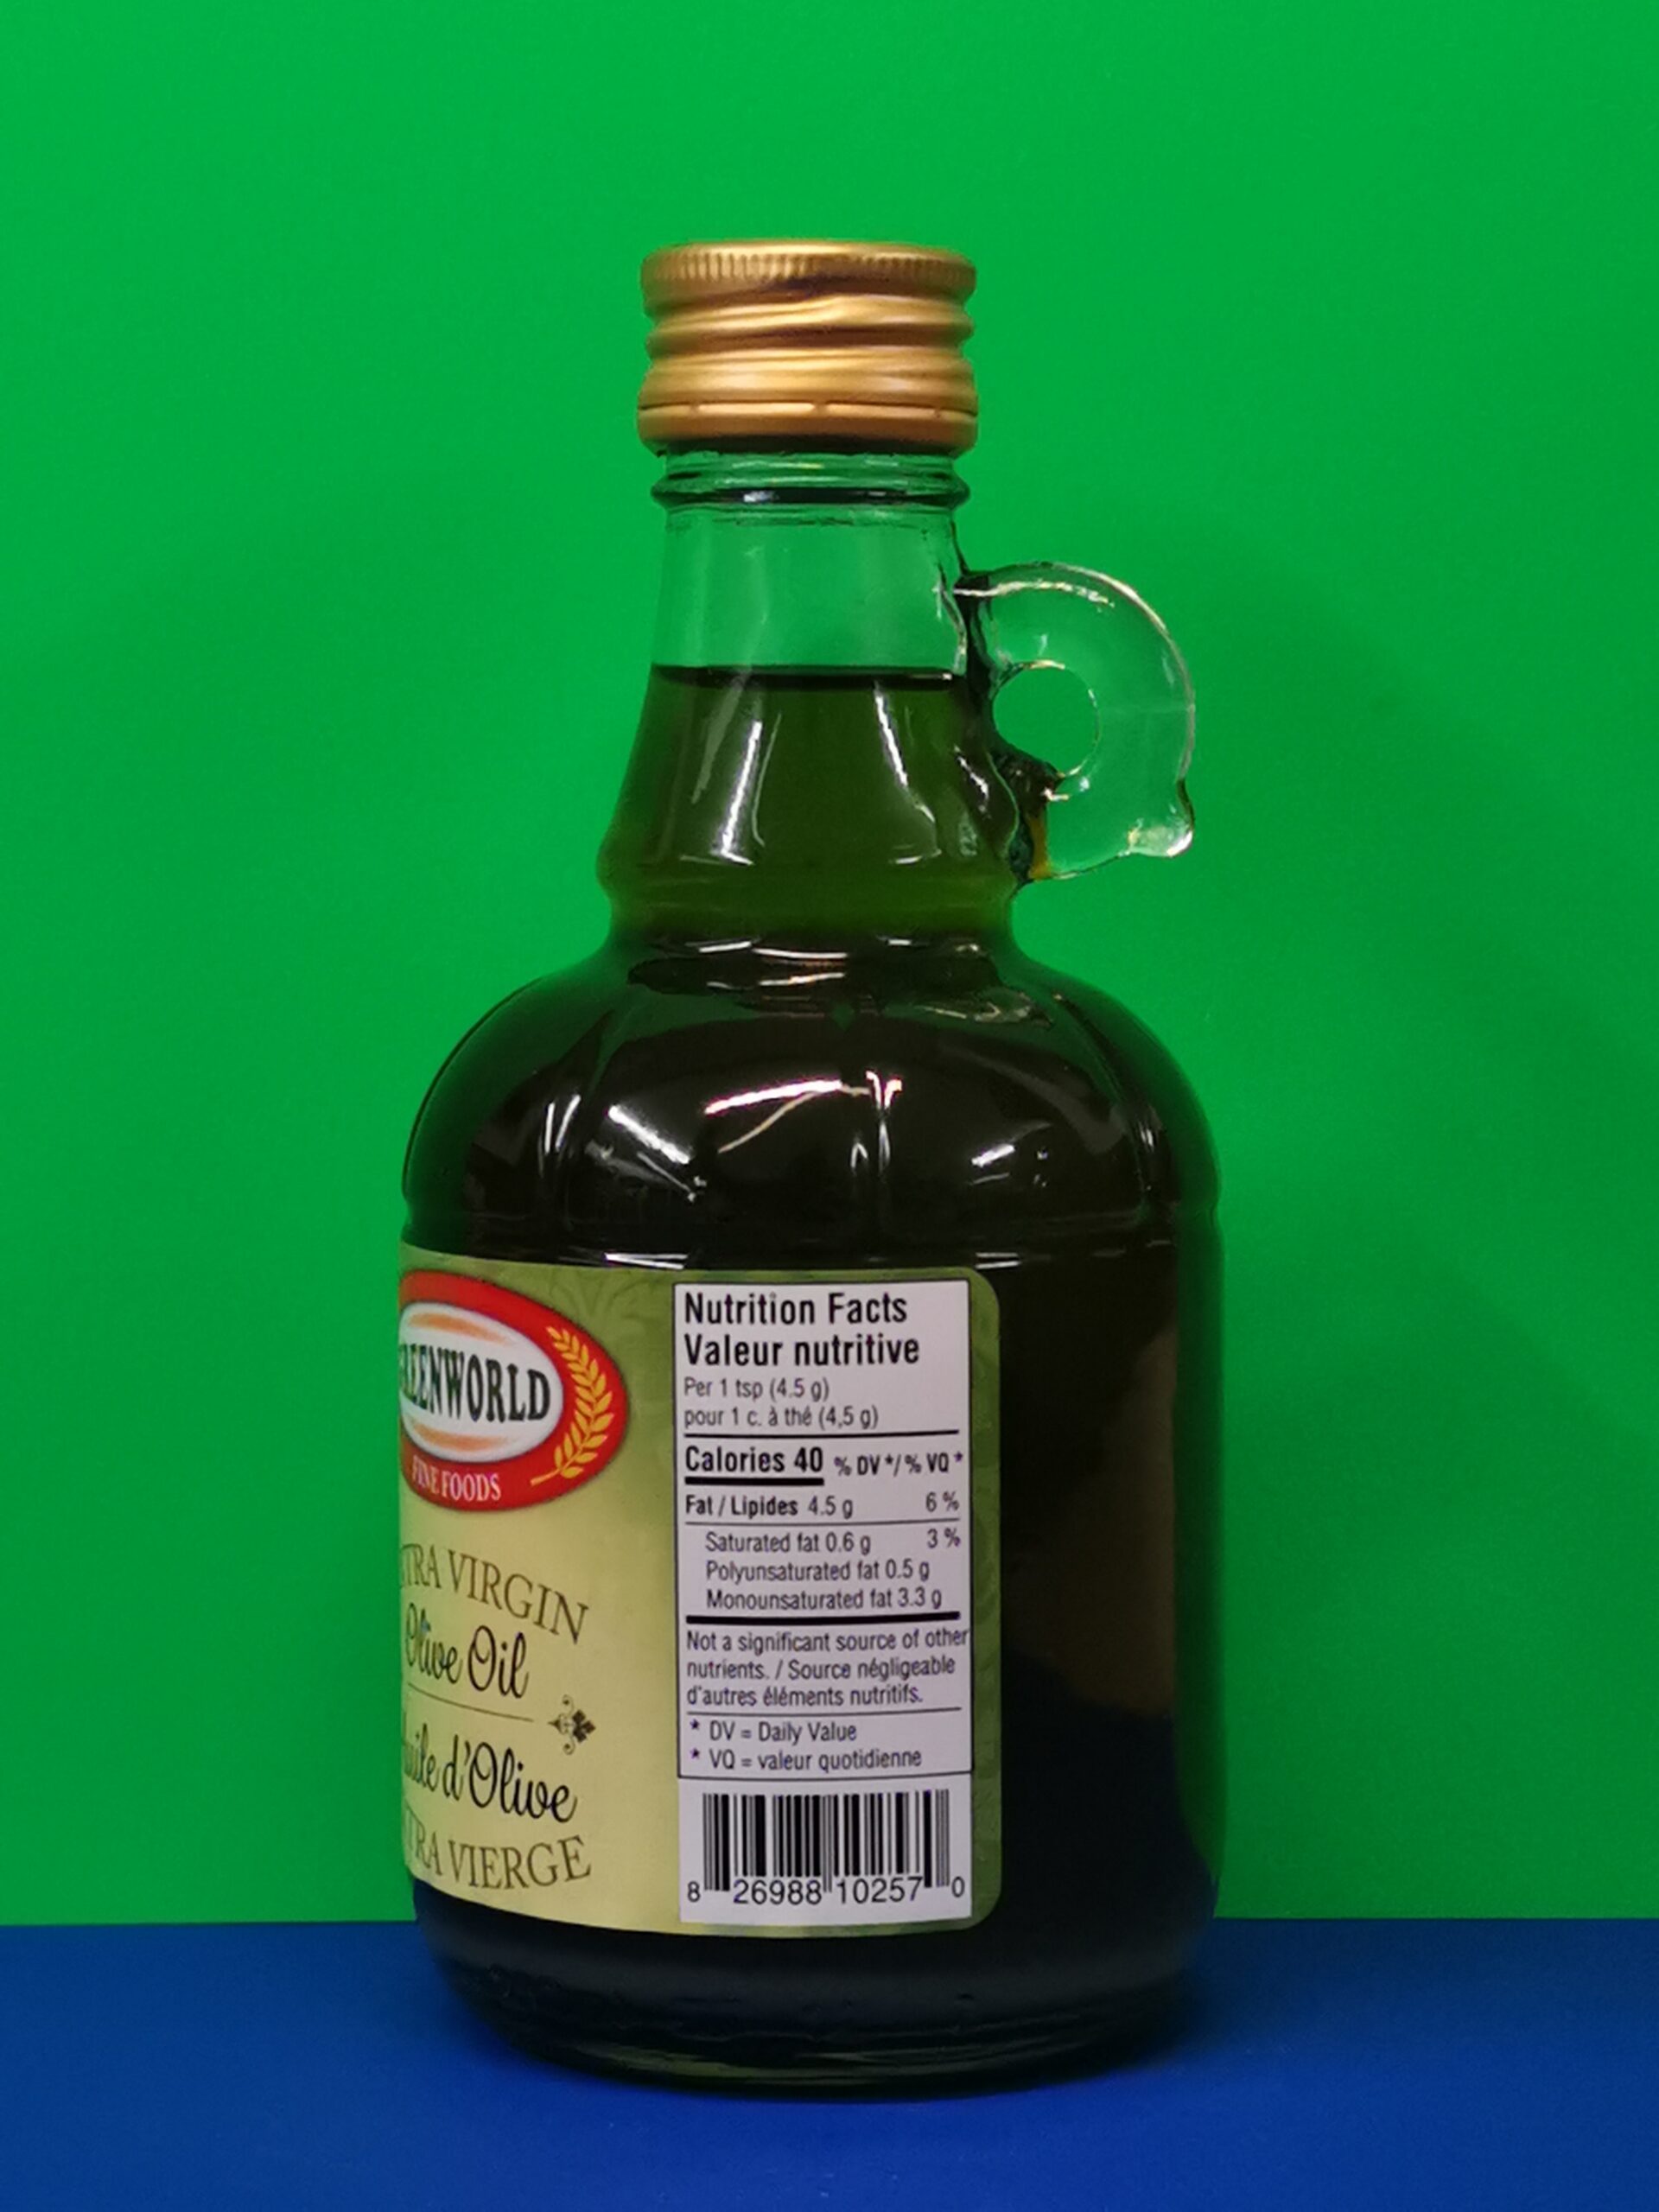 REENWORLD
FINE FOODS
TRA VIRGIN
Olive Oil
uile d'Olive
TRA VIERGE
Nutrition Facts
Valeur nutritive
Per 1 tsp (4.5 g)
pour 1 c. à thé (4,5 g)
Calories 40 % DV */% VQ *
Fat / Lipides 4.5 g 6 %
Saturated fat 0.6 g 3 %
Polyunsaturated fat 0.5 g
Monounsaturated fat 3.3 g
Not a significant source of other
nutrients. / Source négligeable
d'autres éléments nutritifs.
* DV = Daily Value
* VQ = valeur quotidienne
8 26988 10257 0